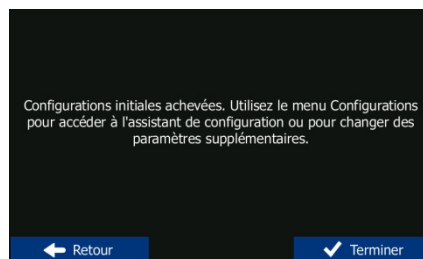 Configurations initiales achevées. Utilisez le menu Configurations
pour accéder à l'assistant de configuration ou pour changer des
paramètres supplémentaires.
Retour
Terminer